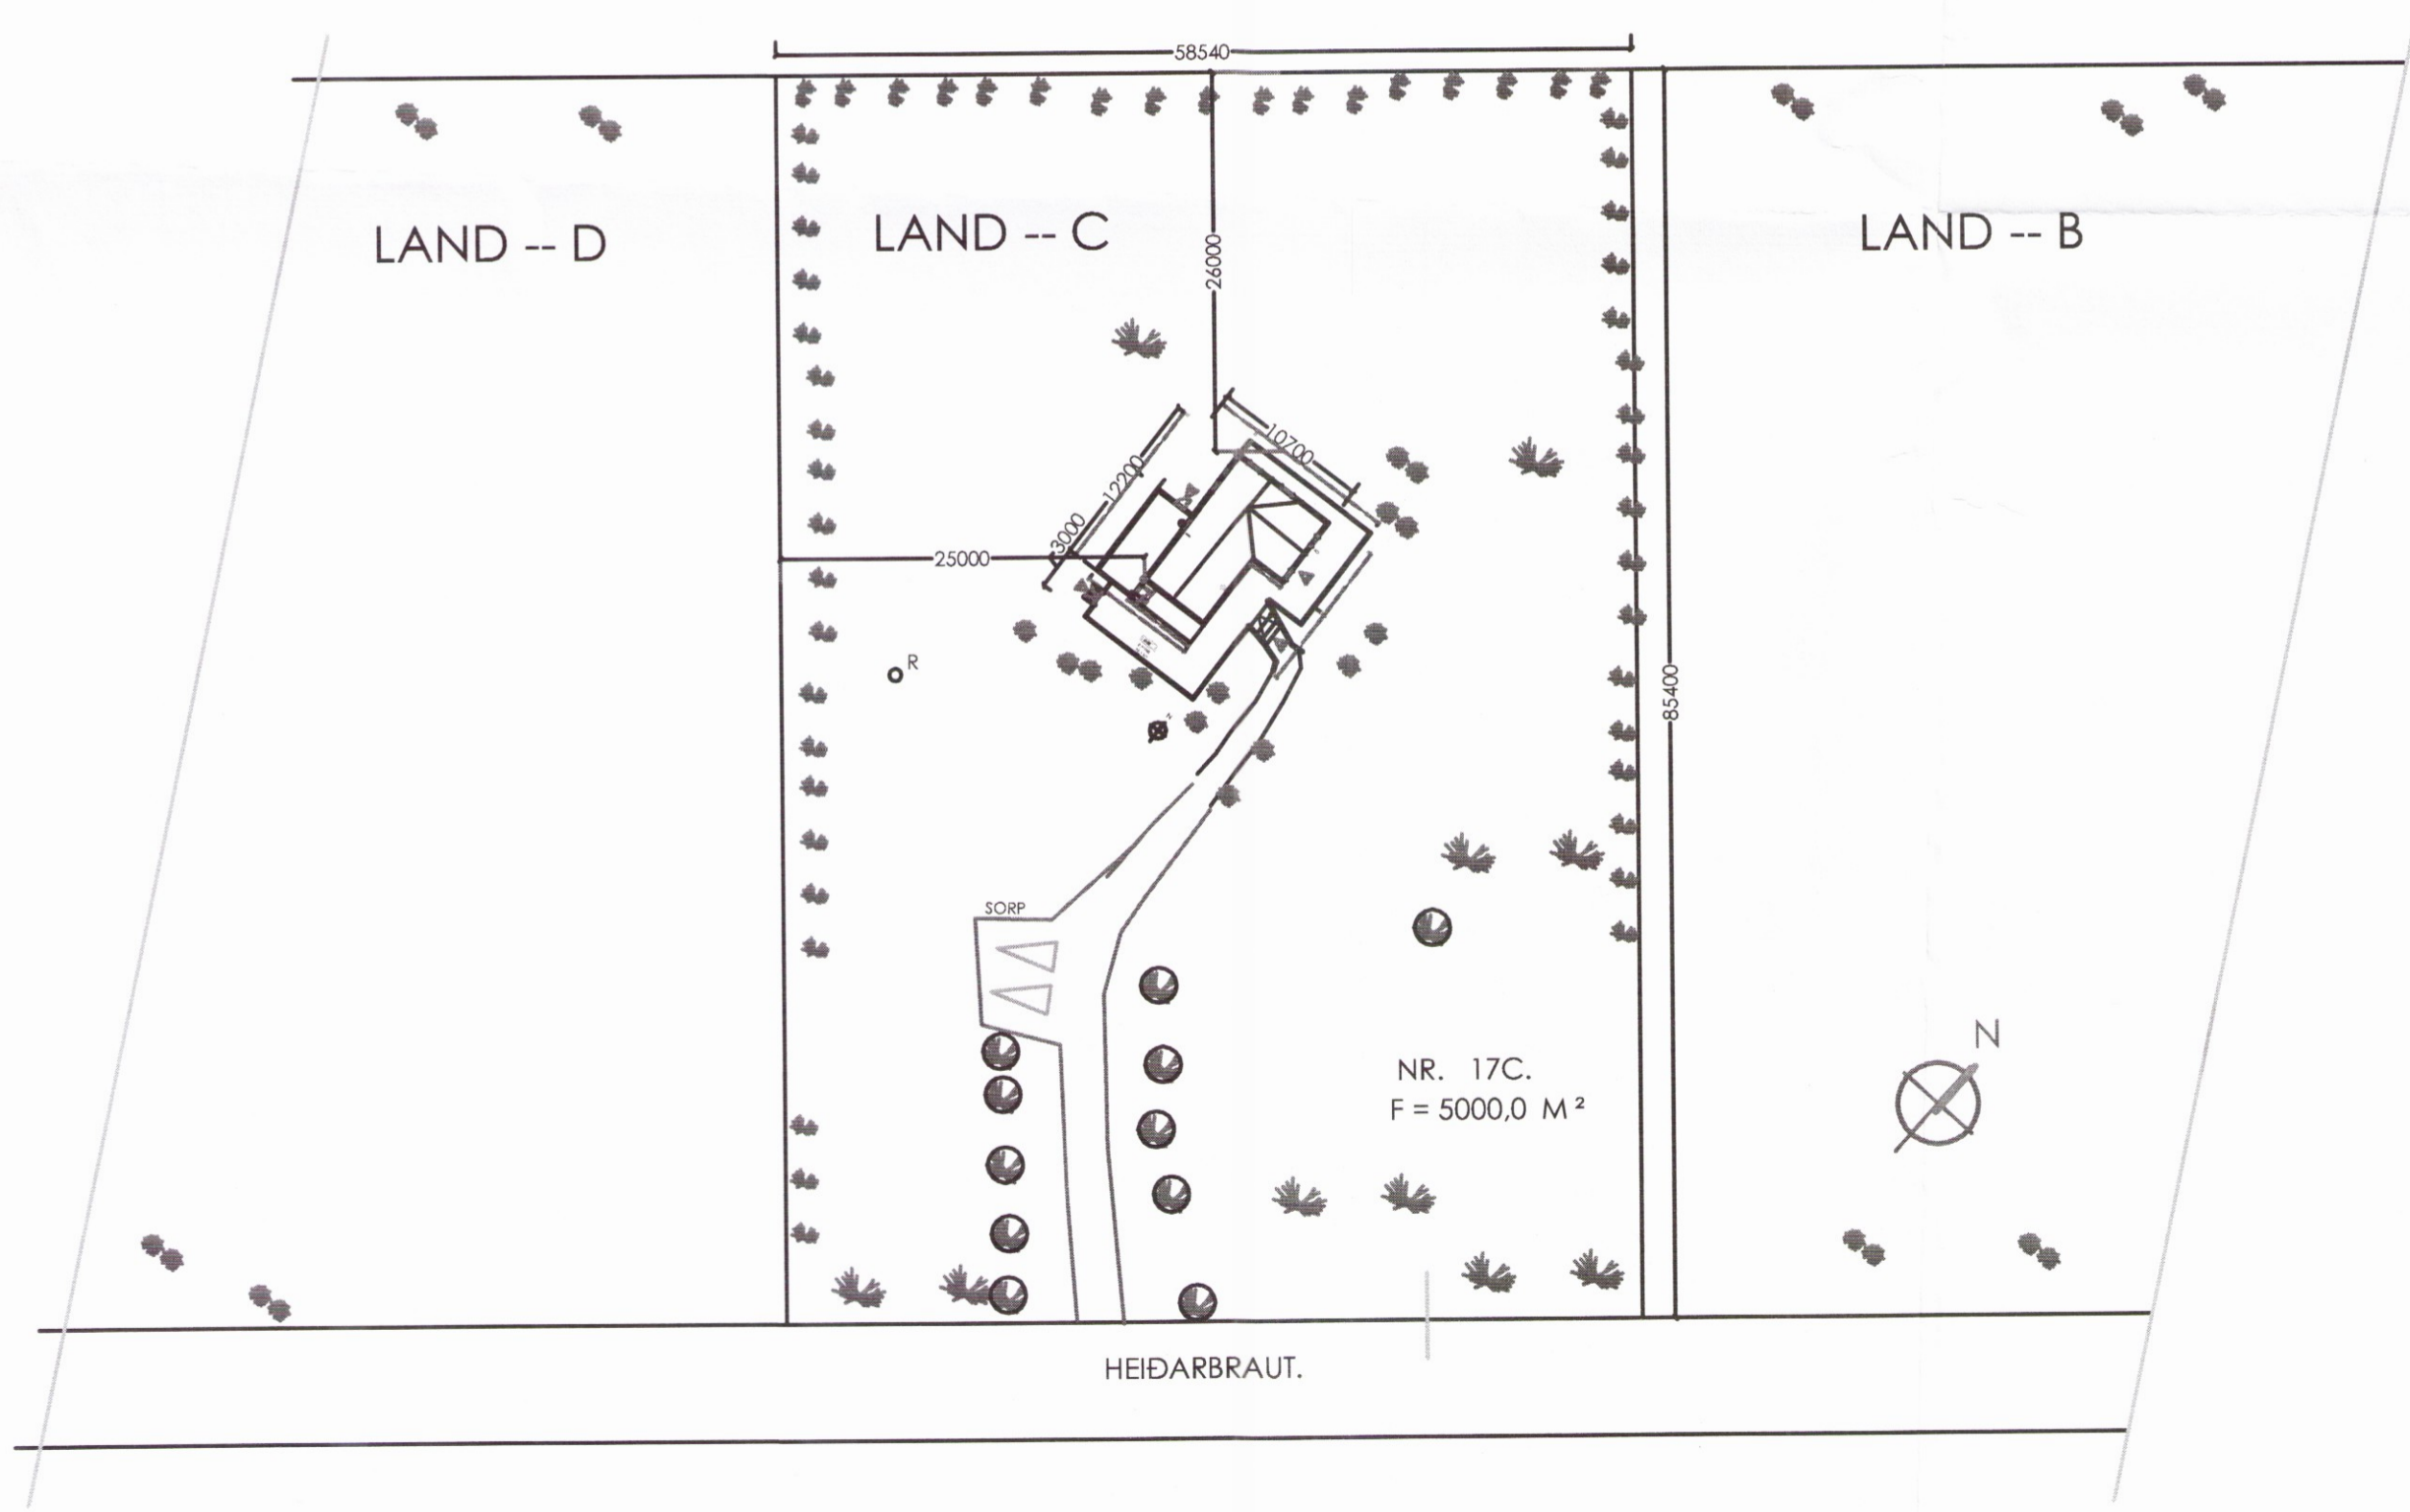 58540
LAND -- D
LAND -- C
LAND -- B
26000
10700
12200
3000
25000
R
85400
SORP
N
NR. 17C.
F = 5000,0 M²
HEIÐARBRAUT.